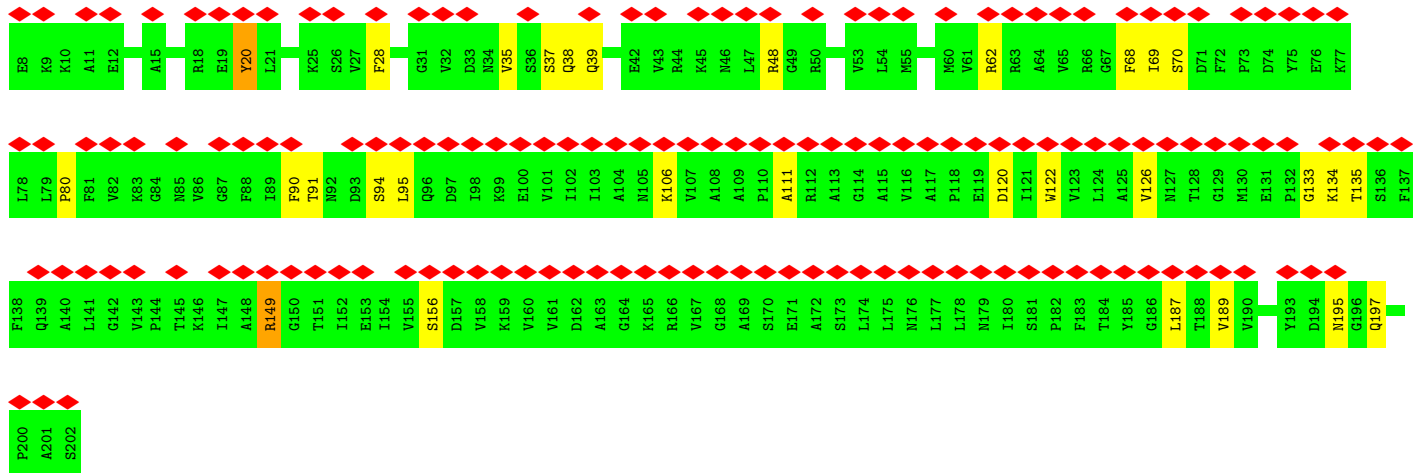 E8 K9 K10 A11 E12 A15 R18 E19 Y20 L21 K25 S26 V27 F28 G31 V32 D33 N34 V35 S36 S37 Q38 Q39 E42 V43 R44 K45 N46 L47 R48 G49 R50 V53 L54 M55 M60 V61 R62 R63 A64 V65 R66 G67 F68 I69 S70 D71 F72 P73 D74 Y75 E76 K77
L78 L79 P80 F81 V82 K83 G84 N85 V86 G87 F88 I89 F90 T91 N92 D93 S94 L95 Q96 D97 I98 K99 E100 V101 I102 I103 A104 N105 K106 V107 A108 A109 P110 A111 R112 A113 G114 A115 V116 A117 P118 E119 D120 I121 W122 V123 L124 A125 V126 N127 T128 G129 M130 E131 P132 G133 K134 T135 S136 F137
F138 Q139 A140 L141 G142 V143 P144 T145 K146 I147 A148 R149 G150 T151 I152 E153 I154 V155 S156 D157 V158 K159 V160 V161 D162 A163 G164 K165 R166 V167 G168 A169 S170 E171 A172 S173 L174 L175 N176 L177 L178 N179 I180 S181 P182 F183 T184 Y185 G186 L187 T188 V189 V190 Y193 D194 N195 G196 Q197
P200 A201 S202